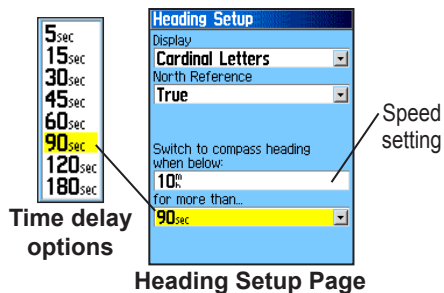 5sec
15sec
30sec
45sec
60sec
90sec
120sec
180sec
Time delay
options
Heading Setup
Display
Cardinal Letters
North Reference
True
Switch to compass heading
when below:
10mh
for more than...
90sec
Speed
setting
Heading Setup Page